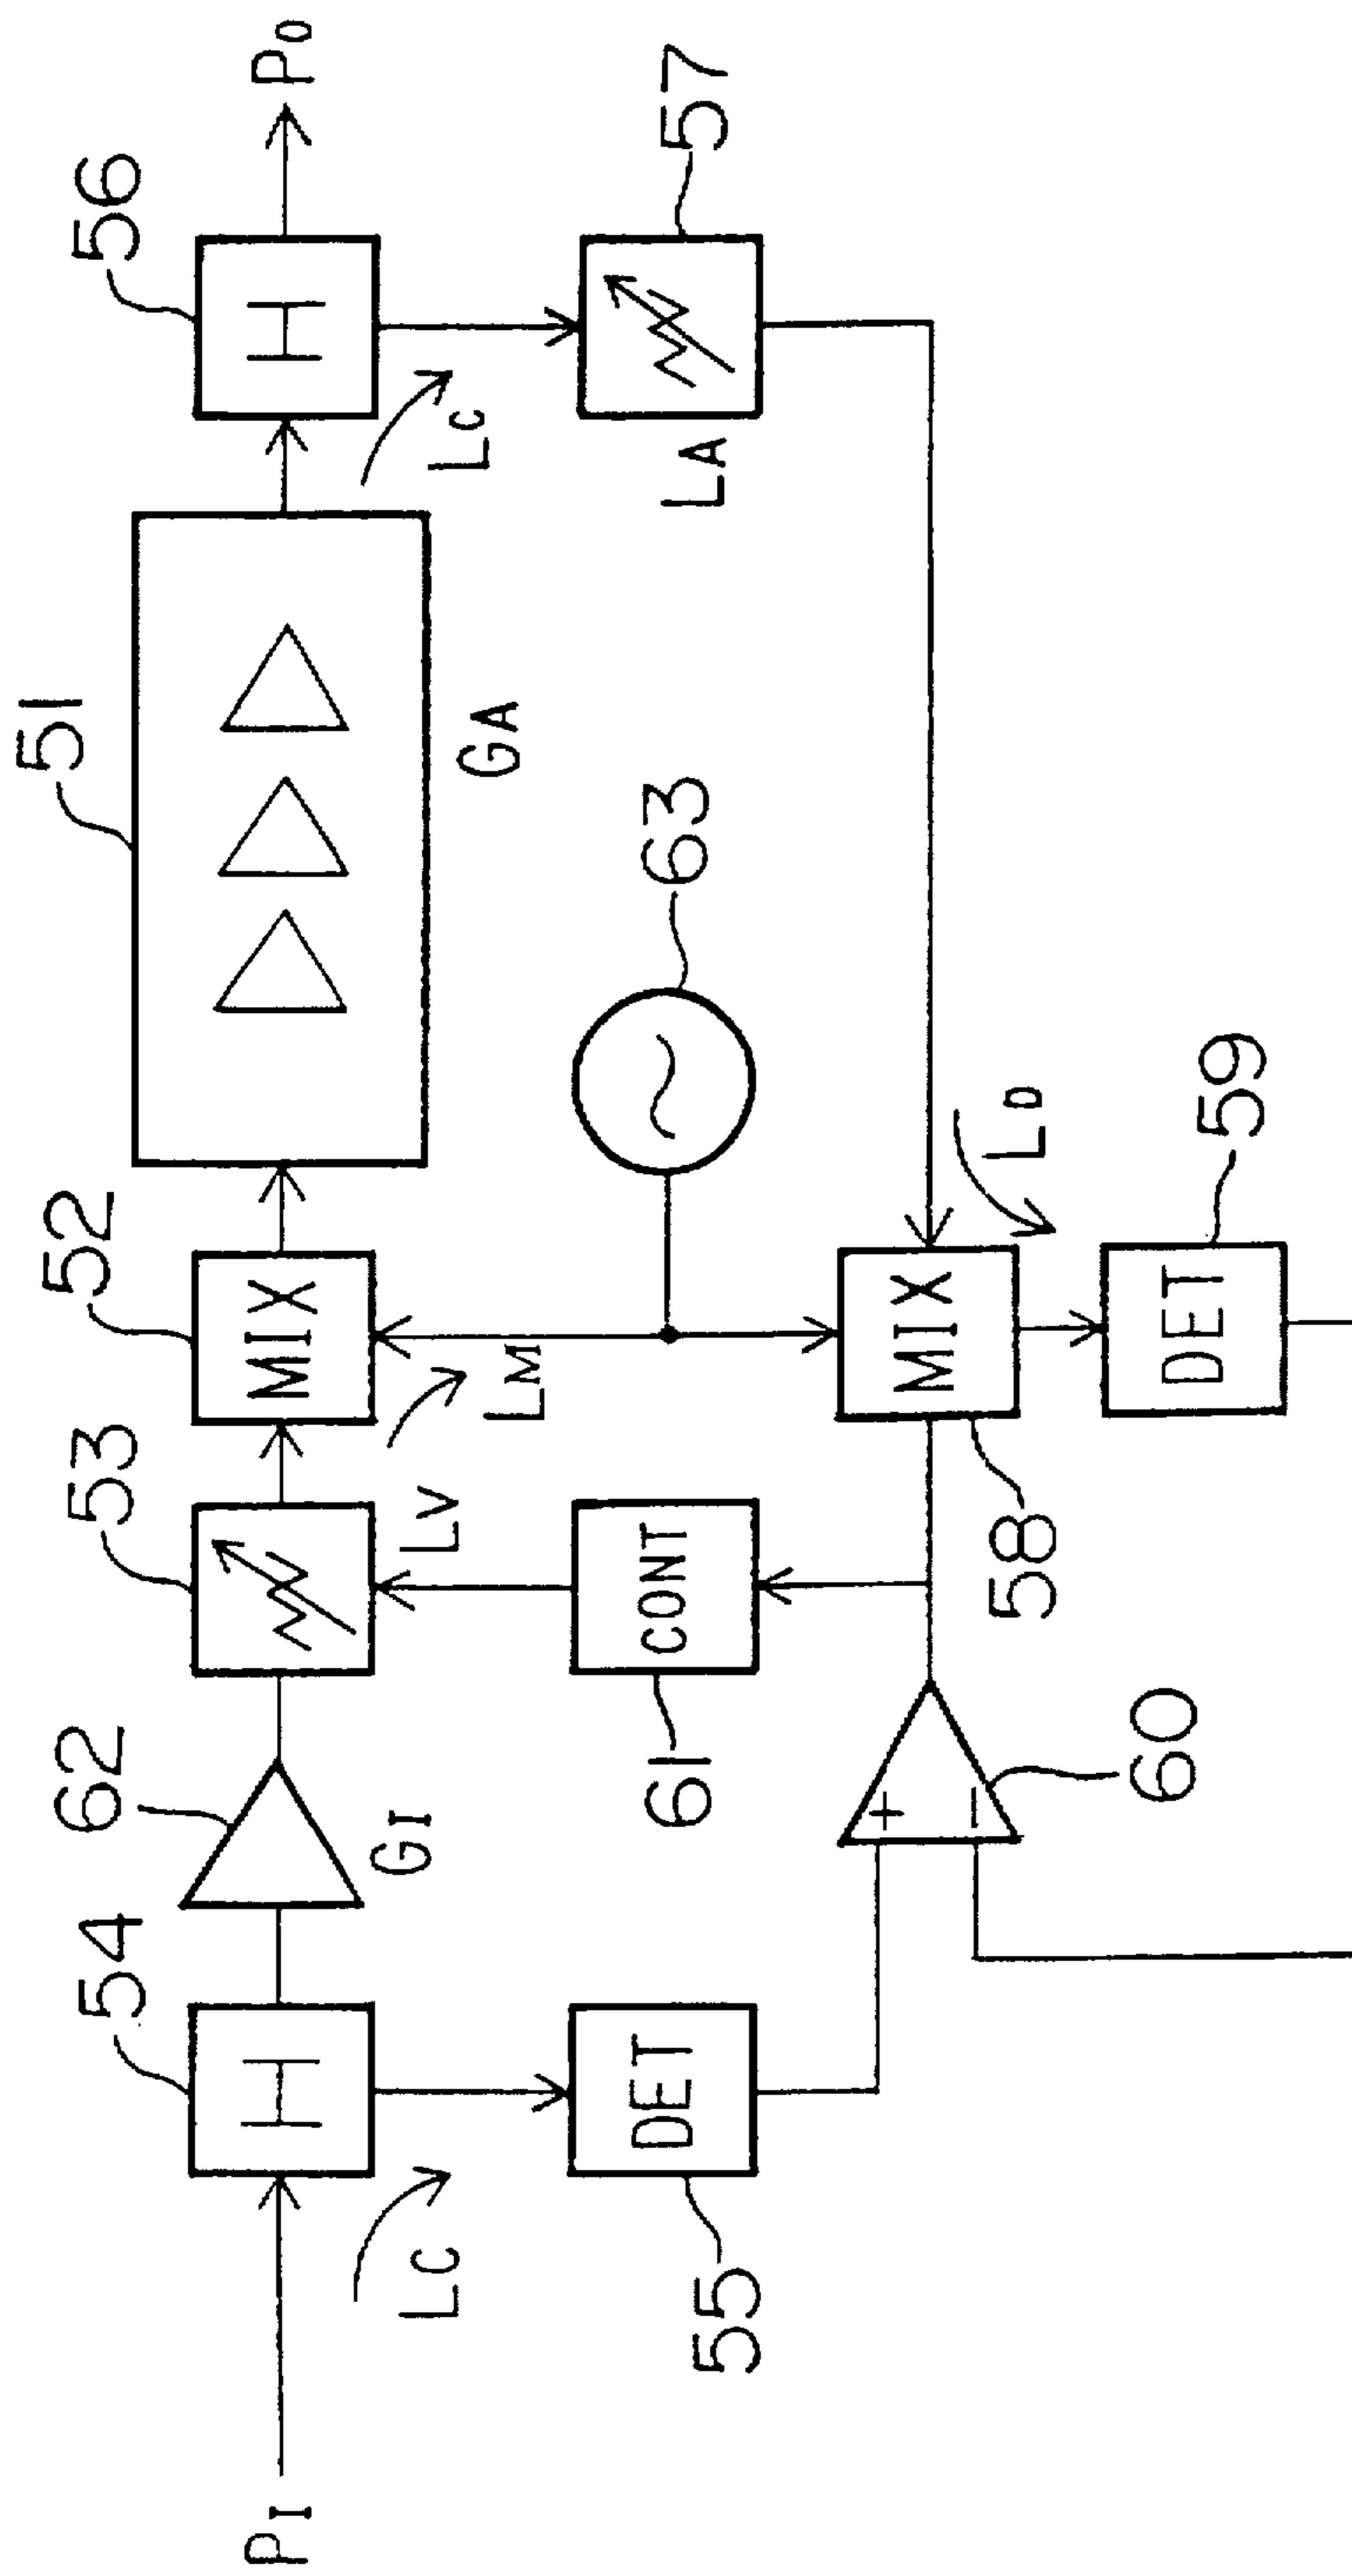 51
52
53
54
56
62
PI
H
GI
MIX
H
PO
LC
LV
LM
GA
LC
55
DET
61
CONT
63
LA
57
60
+
−
58
MIX
LD
DET
59